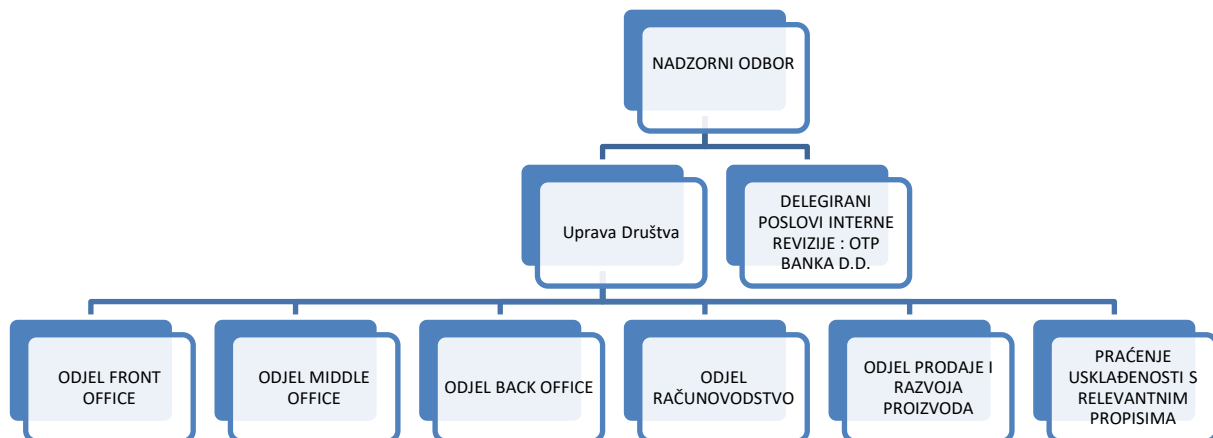 NADZORNI ODBOR
Uprava Društva
DELEGIRANI
POSLOVI INTERNE
REVIZIJE : OTP
BANKA D.D.
ODJEL FRONT
OFFICE
ODJEL MIDDLE
OFFICE
ODJEL BACK OFFICE
ODJEL
RAČUNOVODSTVO
ODJEL PRODAJE I
RAZVOJA
PROIZVODA
PRAĆENJE
USKLAĐENOSTI S
RELEVANTNIM
PROPISIMA